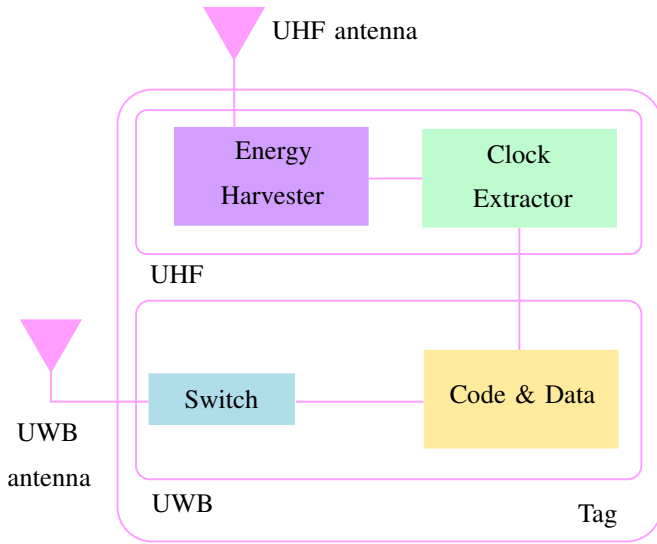 UHF antenna
Energy
Harvester
Clock
Extractor
UHF
Switch
Code & Data
UWB
antenna
UWB
Tag